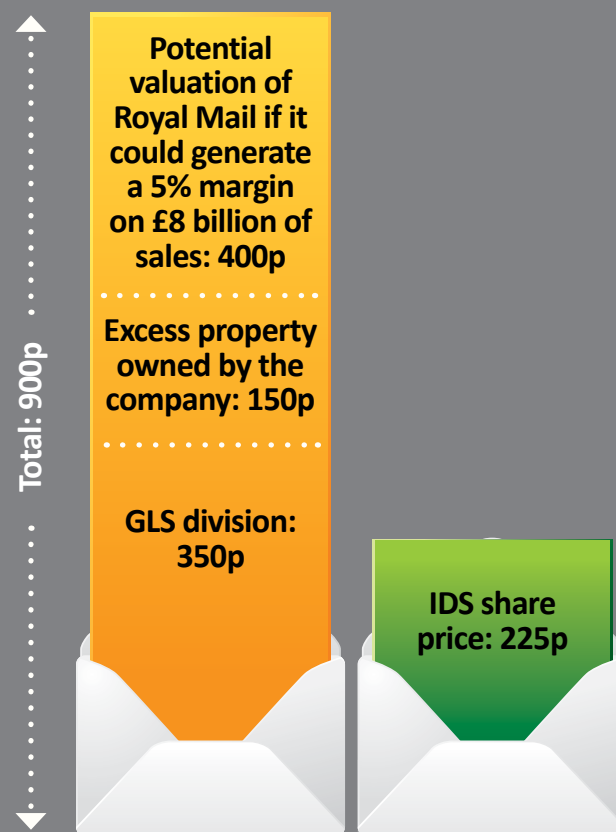 Total: 900p
Potential
valuation of
Royal Mail if it
could generate
a 5% margin
on £8 billion of
sales: 400p
Excess property
owned by the
company: 150p
GLS division:
350p
IDS share
price: 225p